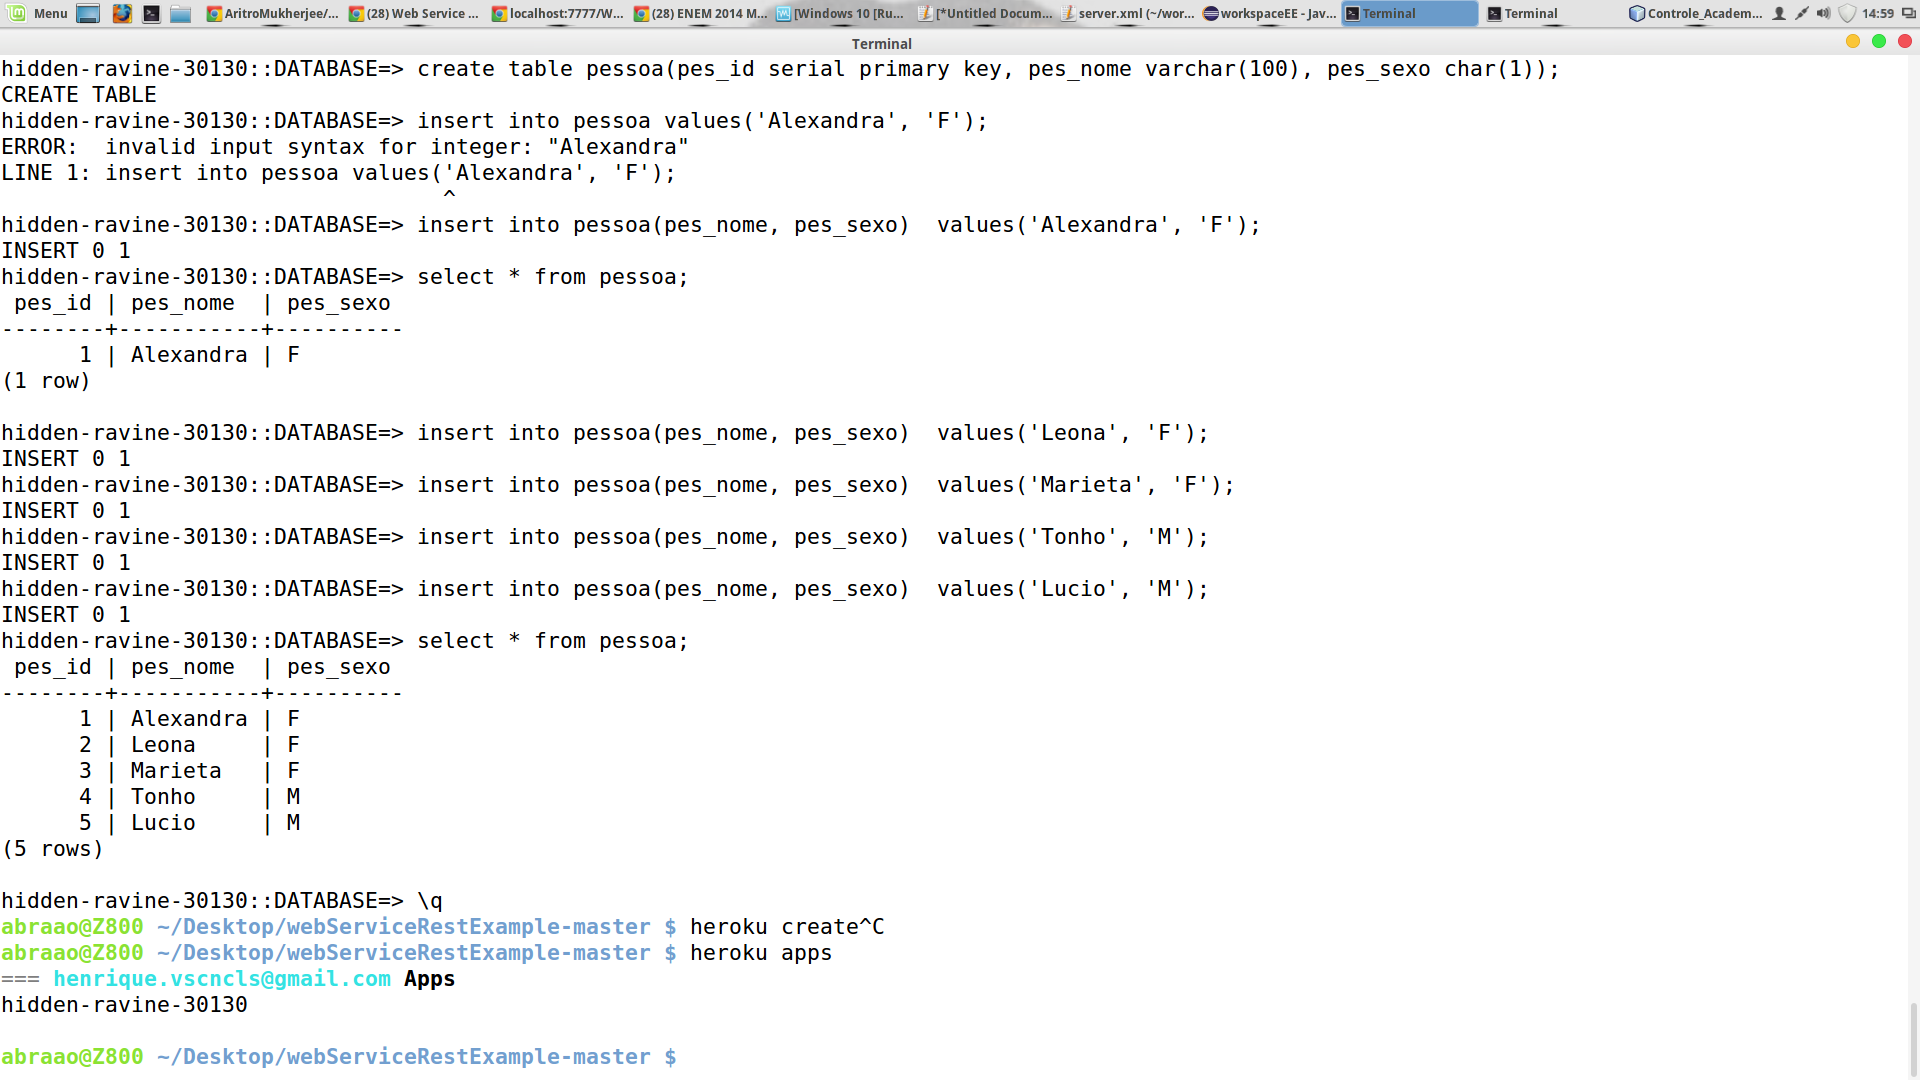 Menu AritroMukherjee/... (28) Web Service ... localhost:7777/W... (28) ENEM 2014 M... [Windows 10 [Ru... [*Untitled Docum... server.xml (~/wor... workspaceEE - Jav... Terminal Terminal Controle_Academ... 14:59
Terminal
hidden-ravine-30130::DATABASE=> create table pessoa(pes_id serial primary key, pes_nome varchar(100), pes_sexo char(1));
CREATE TABLE
hidden-ravine-30130::DATABASE=> insert into pessoa values('Alexandra', 'F');
ERROR:  invalid input syntax for integer: "Alexandra"
LINE 1: insert into pessoa values('Alexandra', 'F');
                                  ^
hidden-ravine-30130::DATABASE=> insert into pessoa(pes_nome, pes_sexo)  values('Alexandra', 'F');
INSERT 0 1
hidden-ravine-30130::DATABASE=> select * from pessoa;
 pes_id | pes_nome  | pes_sexo
--------+-----------+----------
      1 | Alexandra | F
(1 row)
hidden-ravine-30130::DATABASE=> insert into pessoa(pes_nome, pes_sexo)  values('Leona', 'F');
INSERT 0 1
hidden-ravine-30130::DATABASE=> insert into pessoa(pes_nome, pes_sexo)  values('Marieta', 'F');
INSERT 0 1
hidden-ravine-30130::DATABASE=> insert into pessoa(pes_nome, pes_sexo)  values('Tonho', 'M');
INSERT 0 1
hidden-ravine-30130::DATABASE=> insert into pessoa(pes_nome, pes_sexo)  values('Lucio', 'M');
INSERT 0 1
hidden-ravine-30130::DATABASE=> select * from pessoa;
 pes_id | pes_nome  | pes_sexo
--------+-----------+----------
      1 | Alexandra | F
      2 | Leona     | F
      3 | Marieta   | F
      4 | Tonho     | M
      5 | Lucio     | M
(5 rows)
hidden-ravine-30130::DATABASE=> \q
abraao@Z800 ~/Desktop/webServiceRestExample-master $ heroku create^C
abraao@Z800 ~/Desktop/webServiceRestExample-master $ heroku apps
=== henrique.vscncls@gmail.com Apps
hidden-ravine-30130
abraao@Z800 ~/Desktop/webServiceRestExample-master $